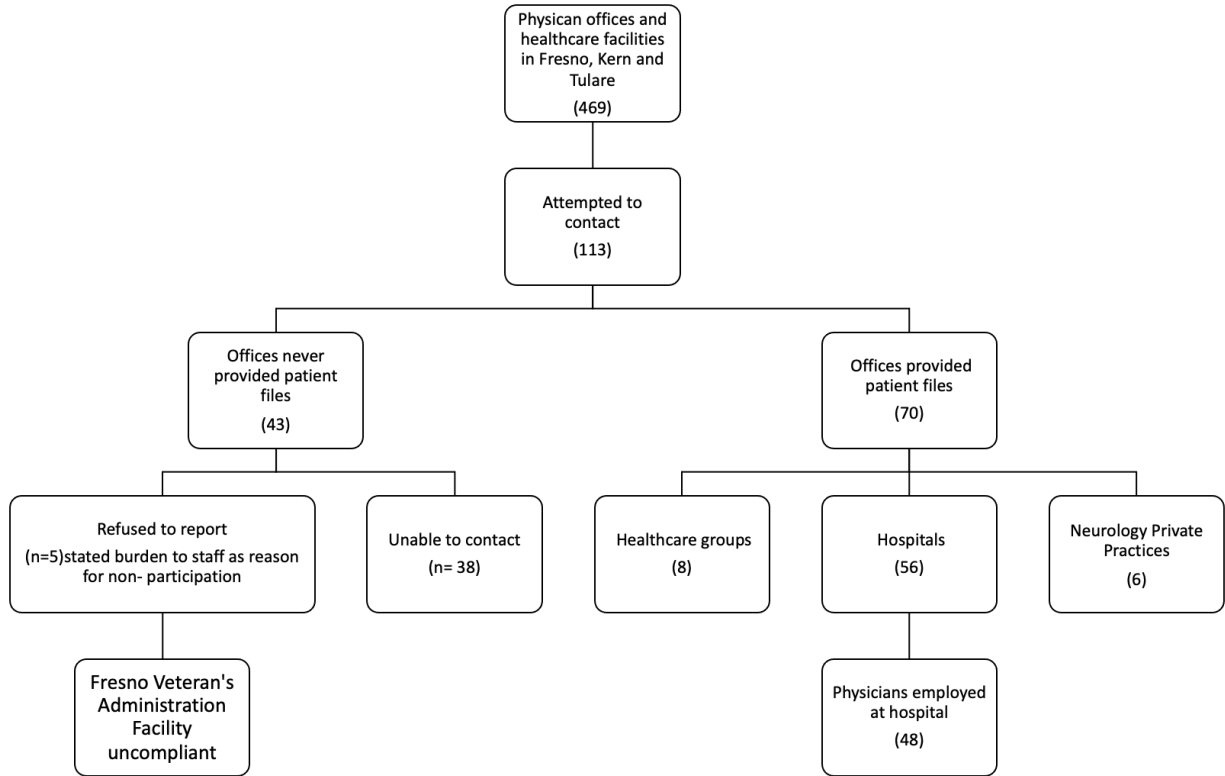 Physican offices and
healthcare facilities
in Fresno, Kern and
Tulare
(469)
Attempted to
contact
(113)
Offices never
provided patient
files
(43)
Offices provided
patient files
(70)
Refused to report
(n=5)stated burden to staff as reason
for non- participation
Unable to contact
(n= 38)
Healthcare groups
(8)
Hospitals
(56)
Neurology Private
Practices
(6)
Fresno Veteran's
Administration
Facility
uncompliant
Physicians employed
at hospital
(48)